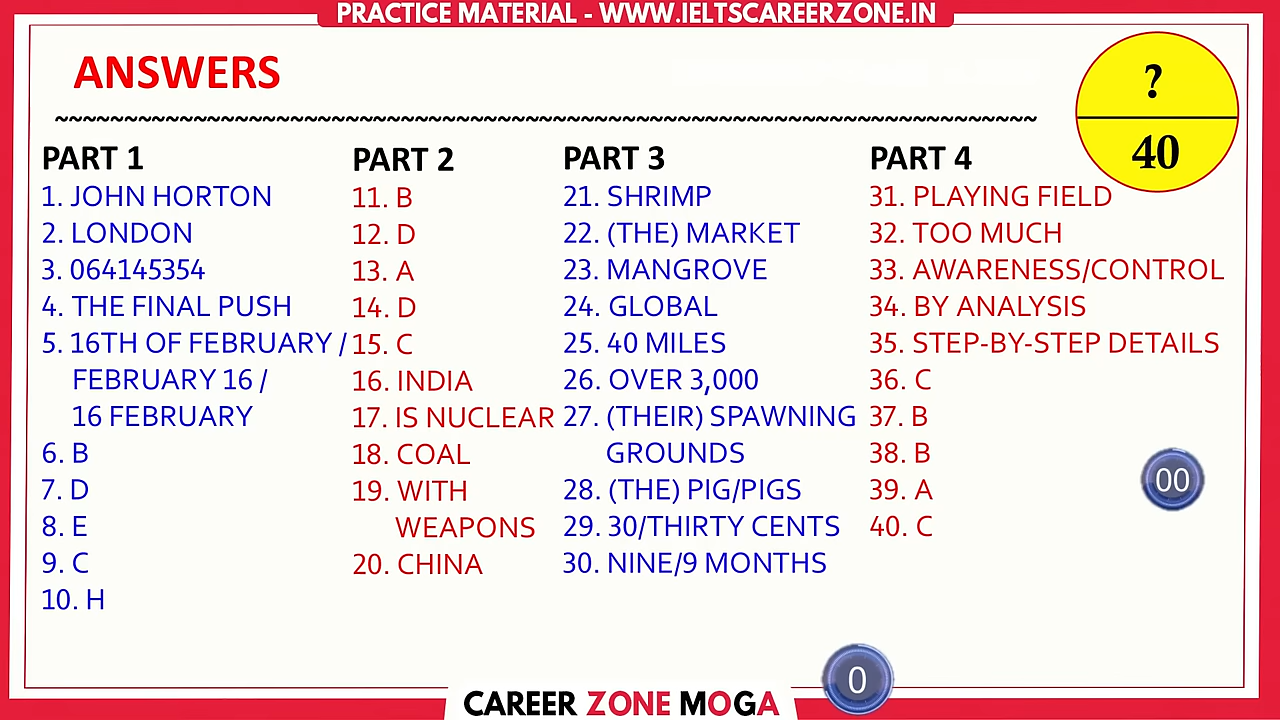 PRACTICE MATERIAL - WWW.IELTSCAREERZONE.IN
ANSWERS
?
40
~~~~~~~~~~~~~~~~~~~~~~~~~~~~~~~~~~~~~~~~~~~~~~~~~~~~~~~~~~~~~~~~~~~~~~
PART 1
1. JOHN HORTON
2. LONDON
3. 064145354
4. THE FINAL PUSH
5. 16TH OF FEBRUARY /
FEBRUARY 16 /
16 FEBRUARY
6. B
7. D
8. E
9. C
10. H
PART 2
11. B
12. D
13. A
14. D
15. C
16. INDIA
17. IS NUCLEAR
18. COAL
19. WITH
WEAPONS
20. CHINA
PART 3
21. SHRIMP
22. (THE) MARKET
23. MANGROVE
24. GLOBAL
25. 40 MILES
26. OVER 3,000
27. (THEIR) SPAWNING
GROUNDS
28. (THE) PIG/PIGS
29. 30/THIRTY CENTS
30. NINE/9 MONTHS
PART 4
31. PLAYING FIELD
32. TOO MUCH
33. AWARENESS/CONTROL
34. BY ANALYSIS
35. STEP-BY-STEP DETAILS
36. C
37. B
38. B
39. A
40. C
00
0
CAREER ZONE MOGA